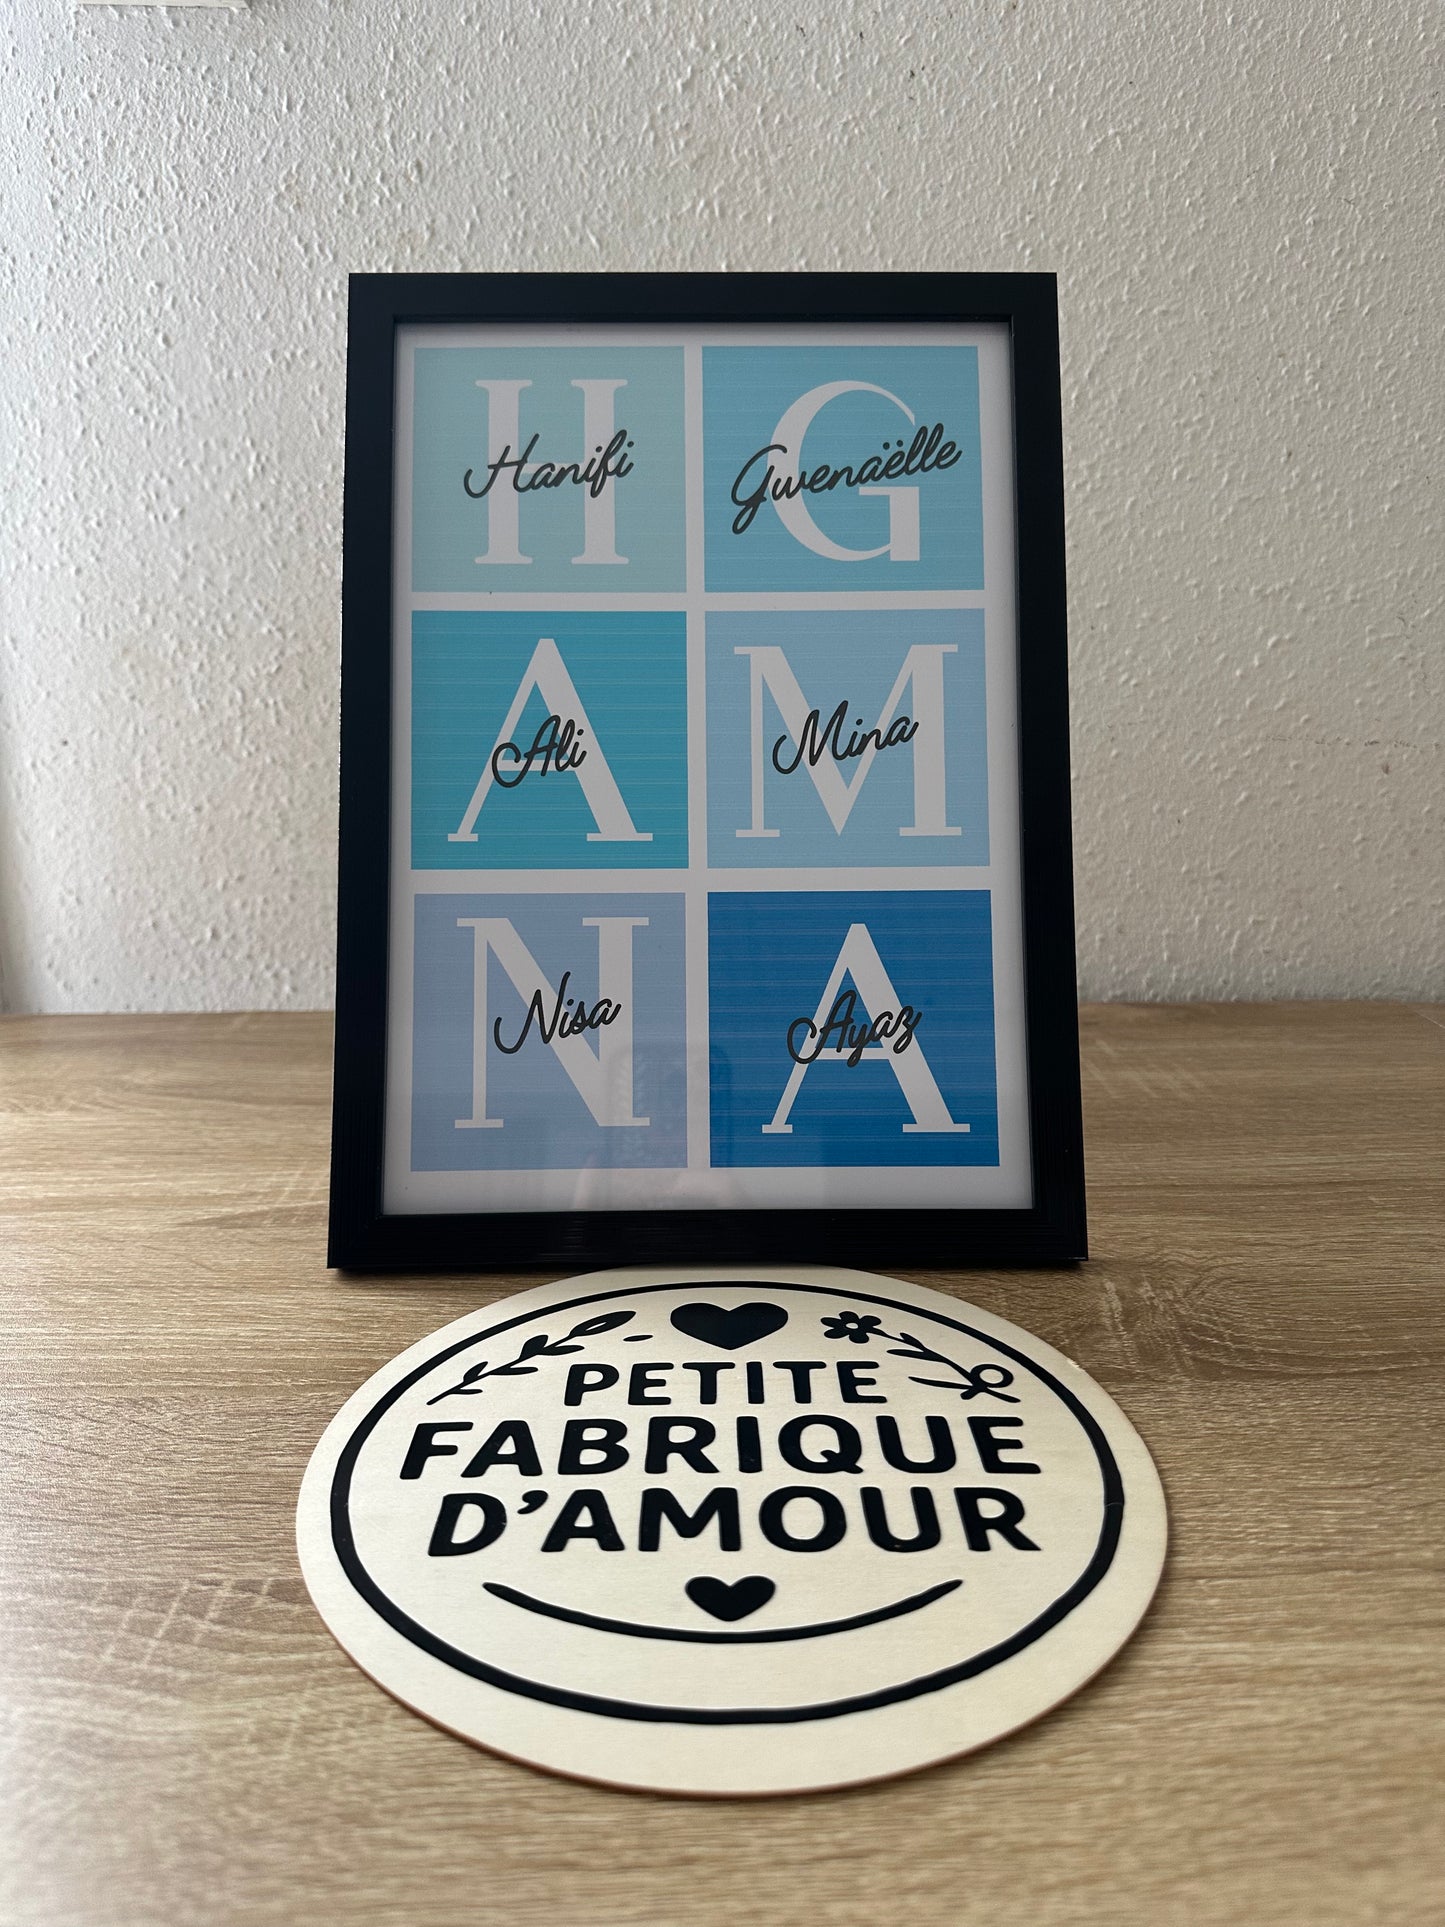 H
Hanifi
G
Gwenaëlle
A
Ali
M
Mina
N
Nisa
A
Ayaz
PETITE
FABRIQUE
D'AMOUR